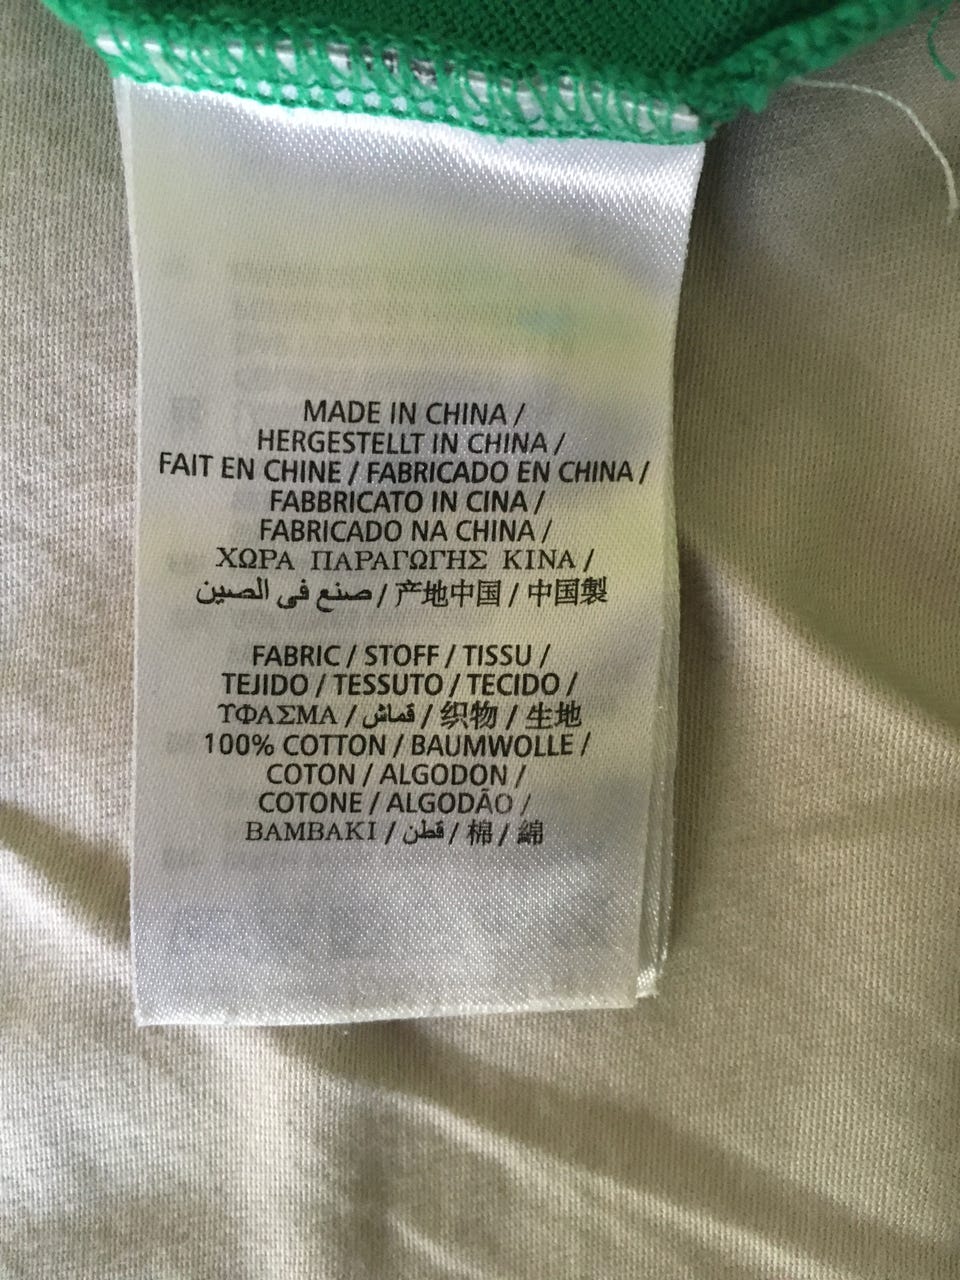 MADE IN CHINA /
HERGESTELLT IN CHINA /
FAIT EN CHINE / FABRICADO EN CHINA /
FABBRICATO IN CINA /
FABRICADO NA CHINA /
ΧΩΡΑ ΠΑΡΑΓΩΓΗΣ ΚΙΝΑ /
صنع في الصين / 产地中国 / 中国製
FABRIC / STOFF / TISSU /
TEJIDO / TESSUTO / TECIDO /
ΥΦΑΣΜΑ / قماش / 织物 / 生地
100% COTTON / BAUMWOLLE /
COTON / ALGODON /
COTONE / ALGODÃO /
ΒΑΜΒΑΚΙ / قطن / 棉 / 綿